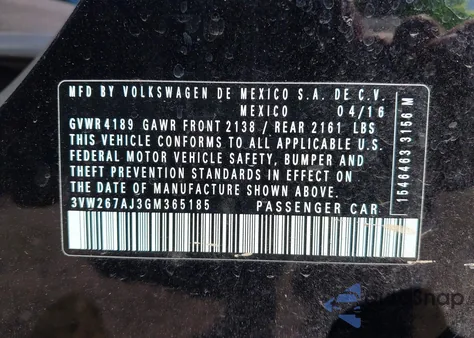 MFD BY VOLKSWAGEN DE MEXICO S.A. DE C.V.
MEXICO 04/16
GVWR 4189 GAWR FRONT 2138 / REAR 2161 LBS
THIS VEHICLE CONFORMS TO ALL APPLICABLE U.S.
FEDERAL MOTOR VEHICLE SAFETY, BUMPER AND
THEFT PREVENTION STANDARDS IN EFFECT ON
THE DATE OF MANUFACTURE SHOWN ABOVE.
3VW267AJ3GM365185 PASSENGER CAR
1546463 3156 M